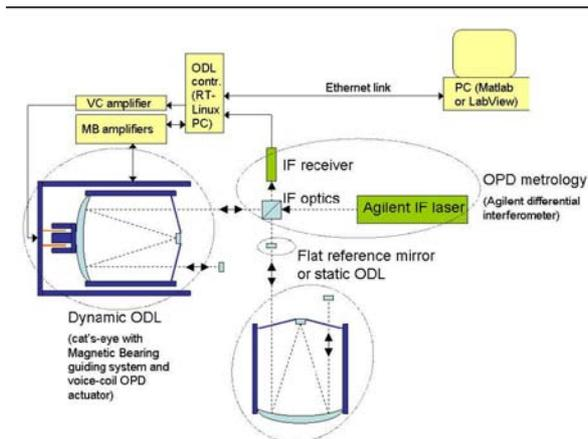 ODL
contr.
(RT-
Linux
PC)
VC amplifier
MB amplifiers
Ethernet link
PC (Matlab
or LabView)
IF receiver
IF optics
Agilent IF laser
OPD metrology
(Agilent differential
interferometer)
Flat reference mirror
or static ODL
Dynamic ODL
(cat's-eye with
Magnetic Bearing
guiding system and
voice-coil OPD
actuator)